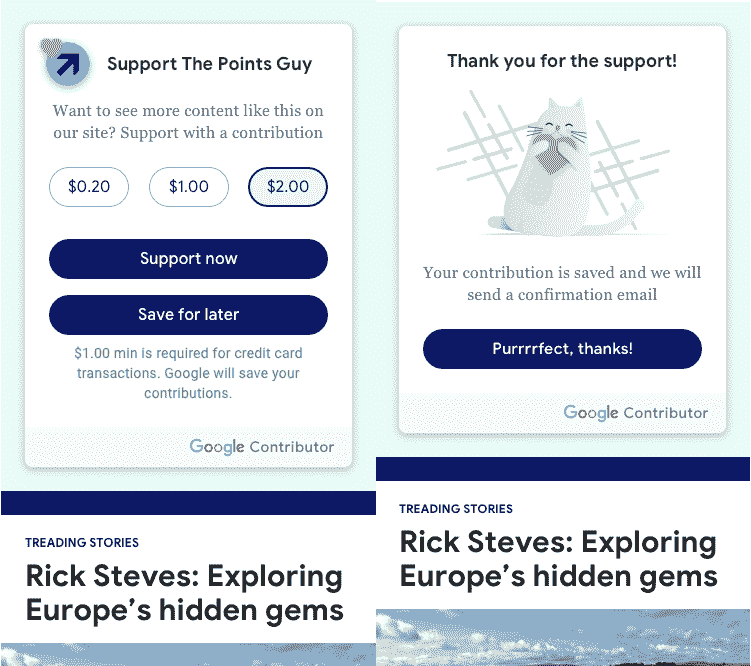 Support The Points Guy
Want to see more content like this on
our site? Support with a contribution
$0.20 $1.00 $2.00
Support now
Save for later
$1.00 min is required for credit card
transactions. Google will save your
contributions.
Google Contributor
TREADING STORIES
Rick Steves: Exploring
Europe's hidden gems
Thank you for the support!
Your contribution is saved and we will
send a confirmation email
Purrrrfect, thanks!
Google Contributor
TREADING STORIES
Rick Steves: Exploring
Europe's hidden gems